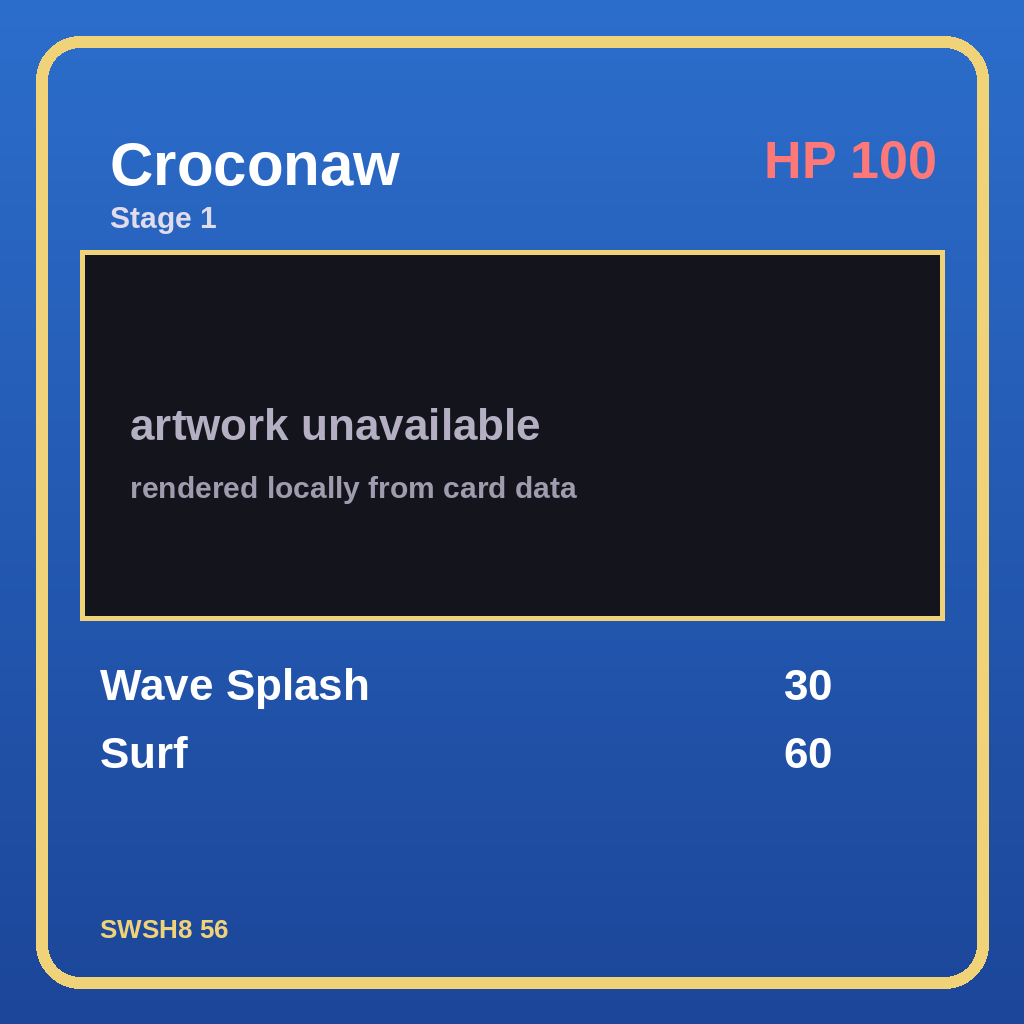 Croconaw
HP 100
Stage 1
artwork unavailable
rendered locally from card data
Wave Splash 30
Surf 60
SWSH8 56